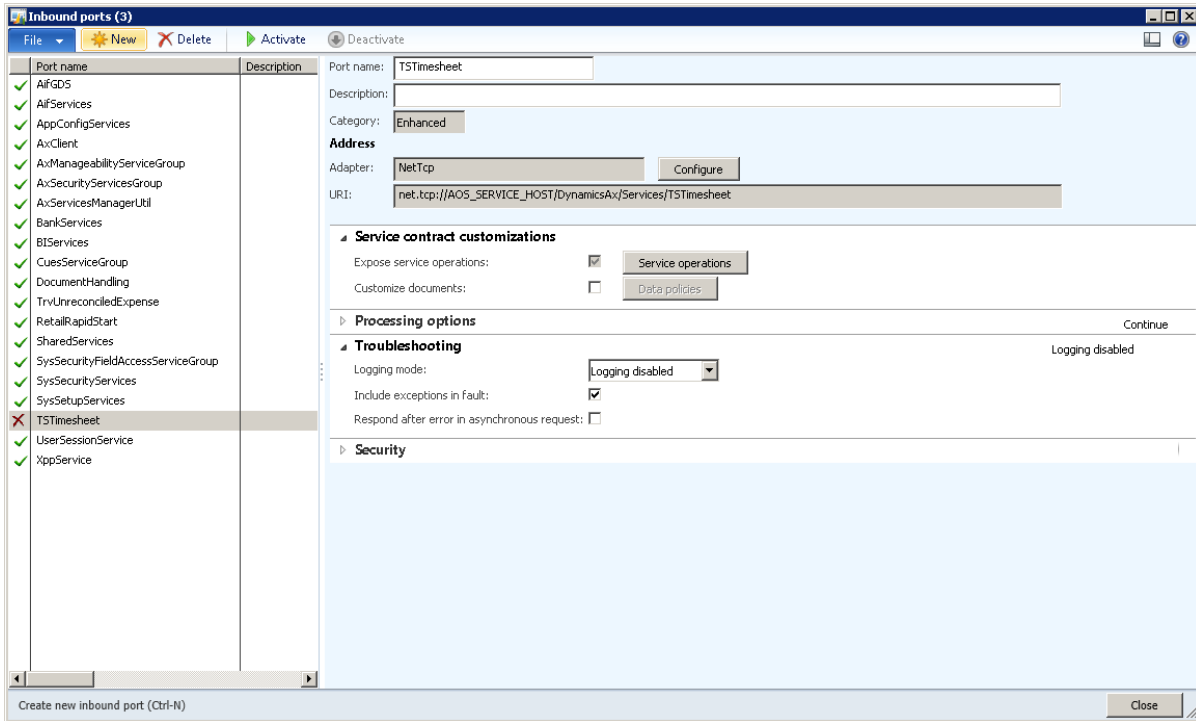 Inbound ports (3)
File New Delete Activate Deactivate
Port name Description
AifGDS
AifServices
AppConfigServices
AxClient
AxManageabilityServiceGroup
AxSecurityServicesGroup
AxServicesManagerUtil
BankServices
BIServices
CuesServiceGroup
DocumentHandling
TrvUnreconciledExpense
RetailRapidStart
SharedServices
SysSecurityFieldAccessServiceGroup
SysSecurityServices
SysSetupServices
TSTimesheet
UserSessionService
XppService
Port name: TSTimesheet
Description:
Category: Enhanced
Address
Adapter: NetTcp Configure
URI: net.tcp://AOS_SERVICE_HOST/DynamicsAx/Services/TSTimesheet
Service contract customizations
Expose service operations: Service operations
Customize documents: Data policies
Processing options Continue
Troubleshooting Logging disabled
Logging mode: Logging disabled
Include exceptions in fault:
Respond after error in asynchronous request:
Security
Create new inbound port (Ctrl-N) Close